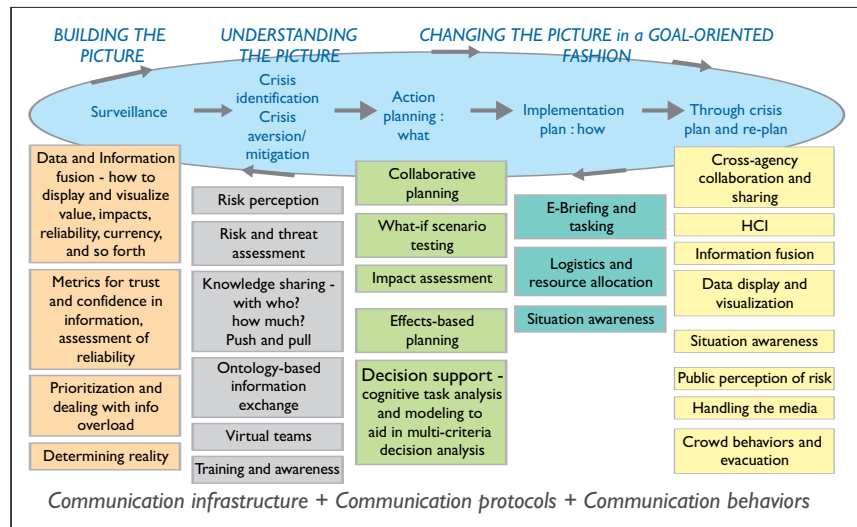 BUILDING THE
PICTURE
UNDERSTANDING
THE PICTURE
CHANGING THE PICTURE in a GOAL-ORIENTED
FASHION
Surveillance
Crisis
identification
Crisis
aversion/
mitigation
Action
planning :
what
Implementation
plan : how
Through crisis
plan and re-plan
Data and Information
fusion - how to
display and visualize
value, impacts,
reliability, currency,
and so forth
Metrics for trust
and confidence in
information,
assessment of
reliability
Prioritization and
dealing with info
overload
Determining reality
Risk perception
Risk and threat
assessment
Knowledge sharing -
with who?
how much?
Push and pull
Ontology-based
information
exchange
Virtual teams
Training and awareness
Collaborative
planning
What-if scenario
testing
Impact assessment
Effects-based
planning
Decision support -
cognitive task analysis
and modeling to
aid in multi-criteria
decision analysis
E-Briefing and
tasking
Logistics and
resource allocation
Situation awareness
Cross-agency
collaboration and
sharing
HCI
Information fusion
Data display and
visualization
Situation awareness
Public perception of risk
Handling the media
Crowd behaviors and
evacuation
Communication infrastructure + Communication protocols + Communication behaviors